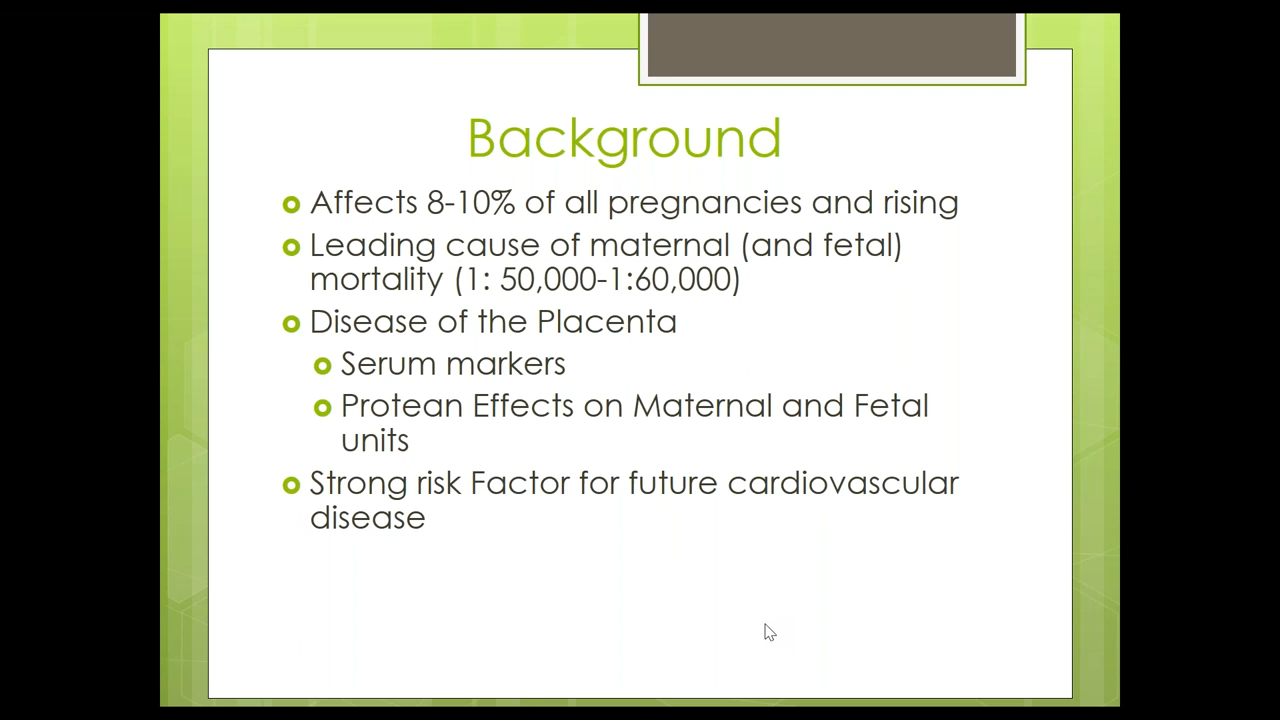 Background
Affects 8-10% of all pregnancies and rising
Leading cause of maternal (and fetal)
mortality (1: 50,000-1:60,000)
Disease of the Placenta
Serum markers
Protean Effects on Maternal and Fetal
units
Strong risk Factor for future cardiovascular
disease